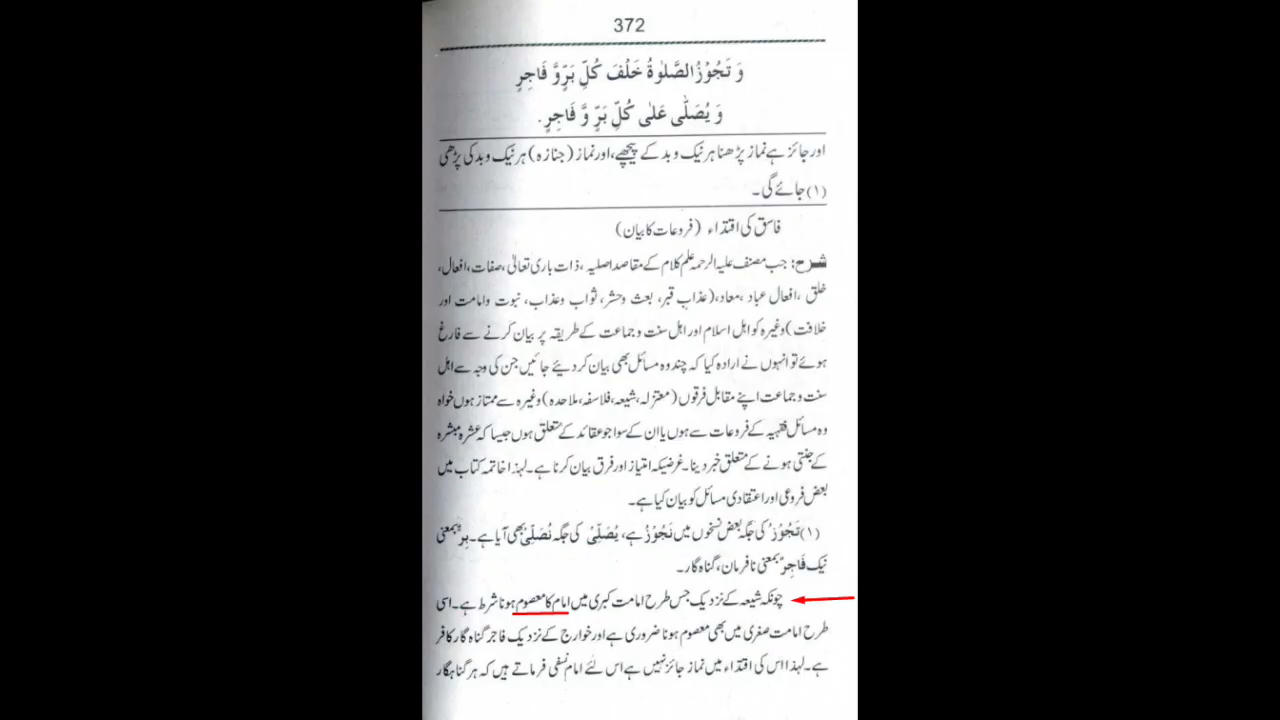 372
وَ تَجُوْزُ الصَّلٰوةُ خَلْفَ كُلِّ بَرٍّ وَّ فَاجِرٍ
وَ يُصَلّٰى عَلٰى كُلِّ بَرٍّ وَّ فَاجِرٍ.
اور جائز ہے نماز پڑھنا ہر نیک و بد کے پیچھے، اور نماز (جنازہ) ہر نیک و بد کی پڑھی
(۱) جائے گی۔
فاسق کی اقتداء (فروعات کا بیان)
شرح: جب مصنف علیہ الرحمہ علم کلام کے مقاصد اصلیہ، ذات باری تعالیٰ، صفات، افعال،
خلق، افعال عباد، معاد، (عذاب قبر، بعث وحشر، ثواب وعذاب، نبوت وامامت اور
خلافت) وغیرہ کو اہل اسلام اور اہل سنت و جماعت کے طریقہ پر بیان کرنے سے فارغ
ہوئے تو انہوں نے ارادہ کیا کہ چند وہ مسائل بھی بیان کر دیئے جائیں جن کی وجہ سے اہل
سنت و جماعت اپنے مقابل فرقوں (معتزلہ، شیعہ، فلاسفہ، ملاحدہ) وغیرہ سے ممتاز ہوں خواہ
وہ مسائل فقہیہ کے فروعات سے ہوں یا ان کے سوا جو عقائد کے متعلق ہوں جیسا کہ عشرہ مبشرہ
کے جنتی ہونے کے متعلق خبر دینا۔ غرضیکہ امتیاز اور فرق بیان کرنا ہے۔ لہذا خاتمہ کتاب میں
بعض فروعی اور اعتقادی مسائل کو بیان کیا ہے۔
(۱) تَجُوْزُ کی جگہ بعض نسخوں میں نَجُوْزُ ہے، یُصَلِّیْ کی جگہ نُصَلِّیْ بھی آیا ہے۔ بِرّ بمعنی
نیک فَاجِرٌ بمعنی نافرمان، گناہ گار۔
چونکہ شیعہ کے نزدیک جس طرح امامت کبری میں امام کا معصوم ہونا شرط ہے۔ اسی
طرح امامت صغری میں بھی معصوم ہونا ضروری ہے اور خوارج کے نزدیک فاجر گناہ گار کافر
ہے۔ لہذا اس کی اقتداء میں نماز جائز نہیں ہے اس لئے امام نسفی فرماتے ہیں کہ ہر گناہگار